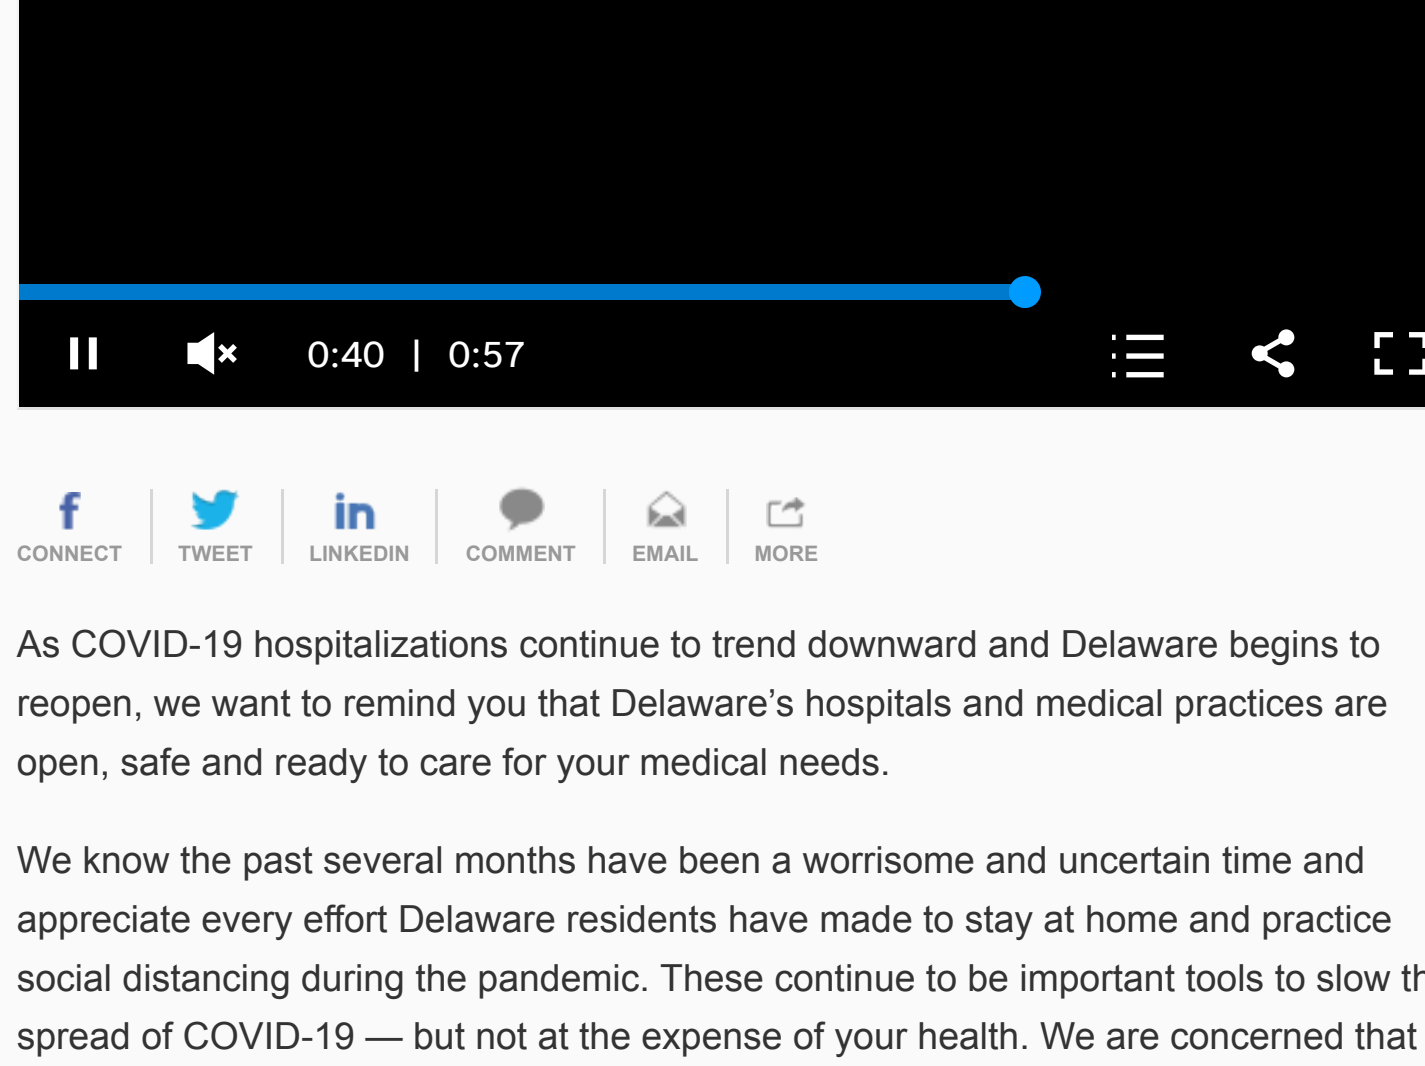 0:40 | 0:57
CONNECT TWEET LINKEDIN COMMENT EMAIL MORE
As COVID-19 hospitalizations continue to trend downward and Delaware begins to
reopen, we want to remind you that Delaware’s hospitals and medical practices are
open, safe and ready to care for your medical needs.
We know the past several months have been a worrisome and uncertain time and
appreciate every effort Delaware residents have made to stay at home and practice
social distancing during the pandemic. These continue to be important tools to slow th
spread of COVID-19 — but not at the expense of your health. We are concerned that